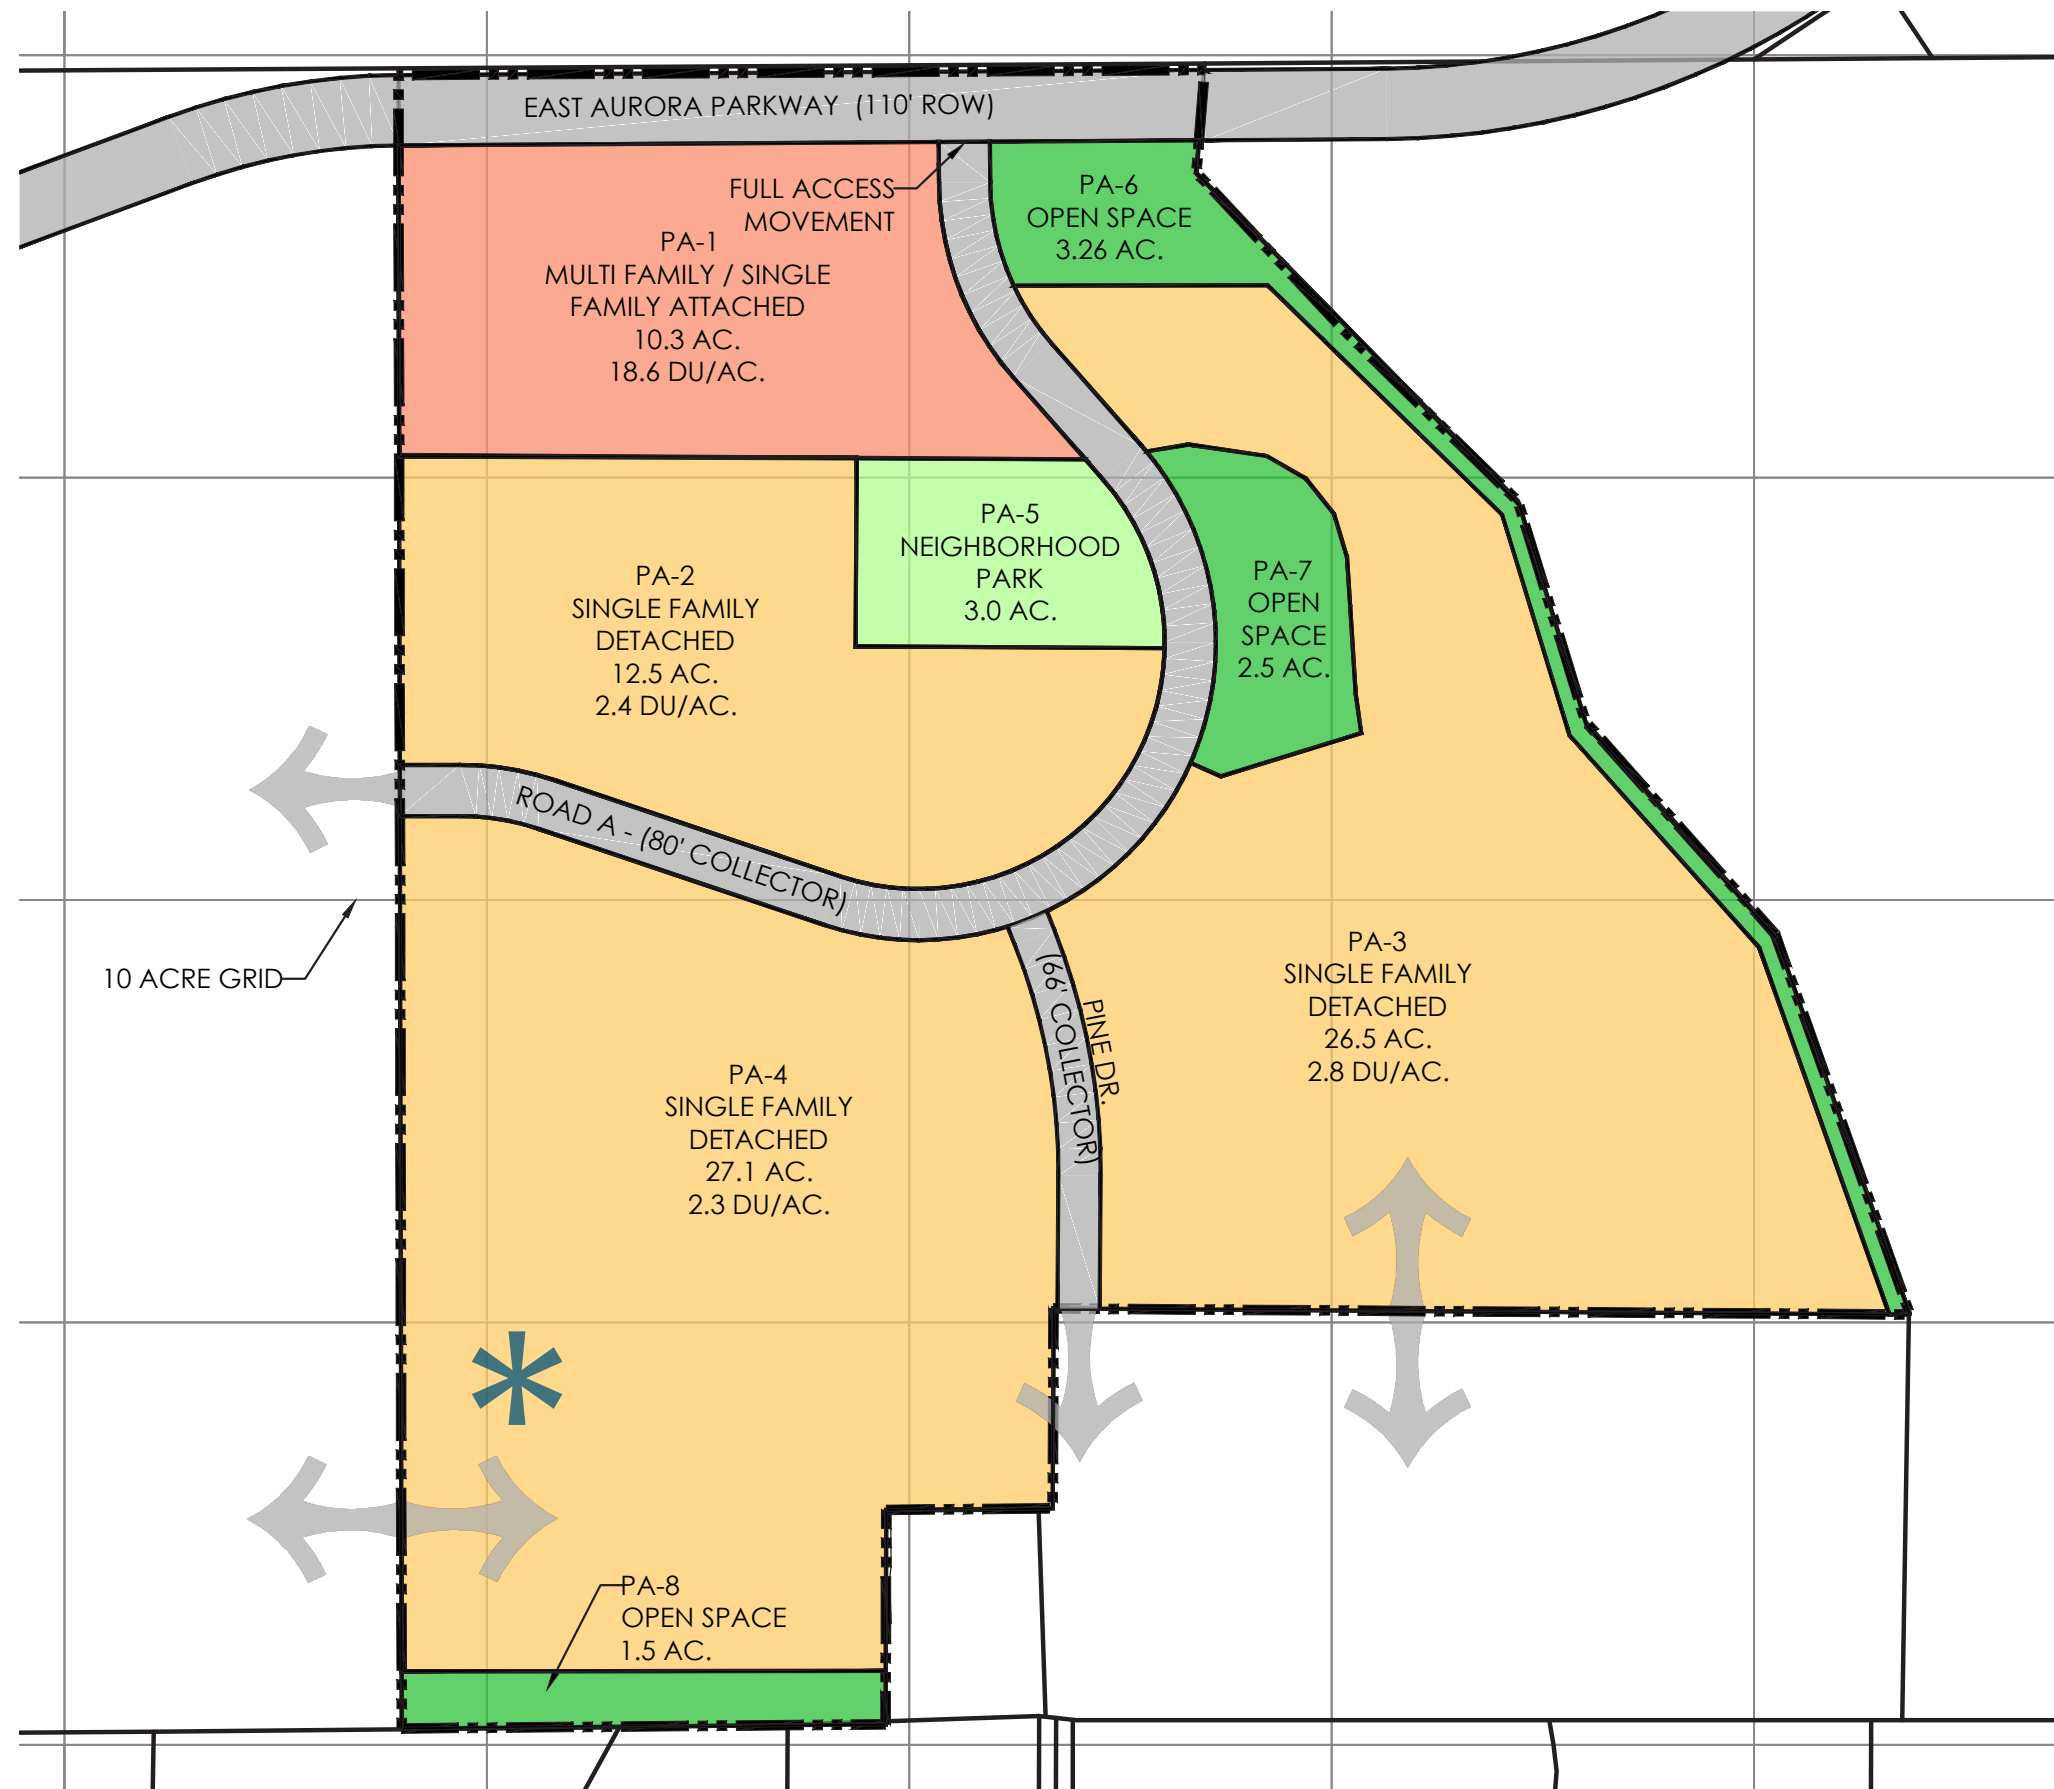 EAST AURORA PARKWAY (110' ROW)
FULL ACCESS
MOVEMENT
PA-1
MULTI FAMILY / SINGLE
FAMILY ATTACHED
10.3 AC.
18.6 DU/AC.
PA-6
OPEN SPACE
3.26 AC.
PA-5
NEIGHBORHOOD
PARK
3.0 AC.
PA-2
SINGLE FAMILY
DETACHED
12.5 AC.
2.4 DU/AC.
PA-7
OPEN
SPACE
2.5 AC.
ROAD A - (80' COLLECTOR)
10 ACRE GRID
PINE DR.
(66' COLLECTOR)
PA-3
SINGLE FAMILY
DETACHED
26.5 AC.
2.8 DU/AC.
PA-4
SINGLE FAMILY
DETACHED
27.1 AC.
2.3 DU/AC.
PA-8
OPEN SPACE
1.5 AC.